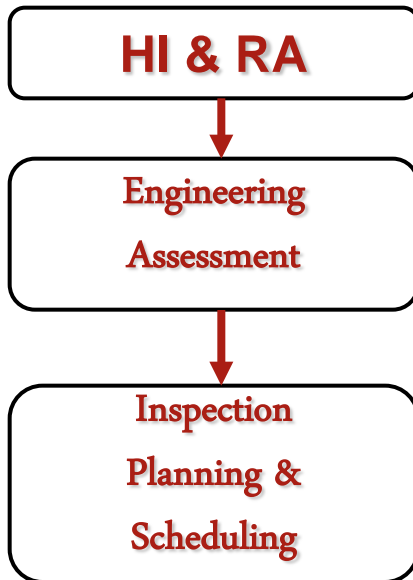 HI & RA
Engineering
Assessment
Inspection
Planning &
Scheduling